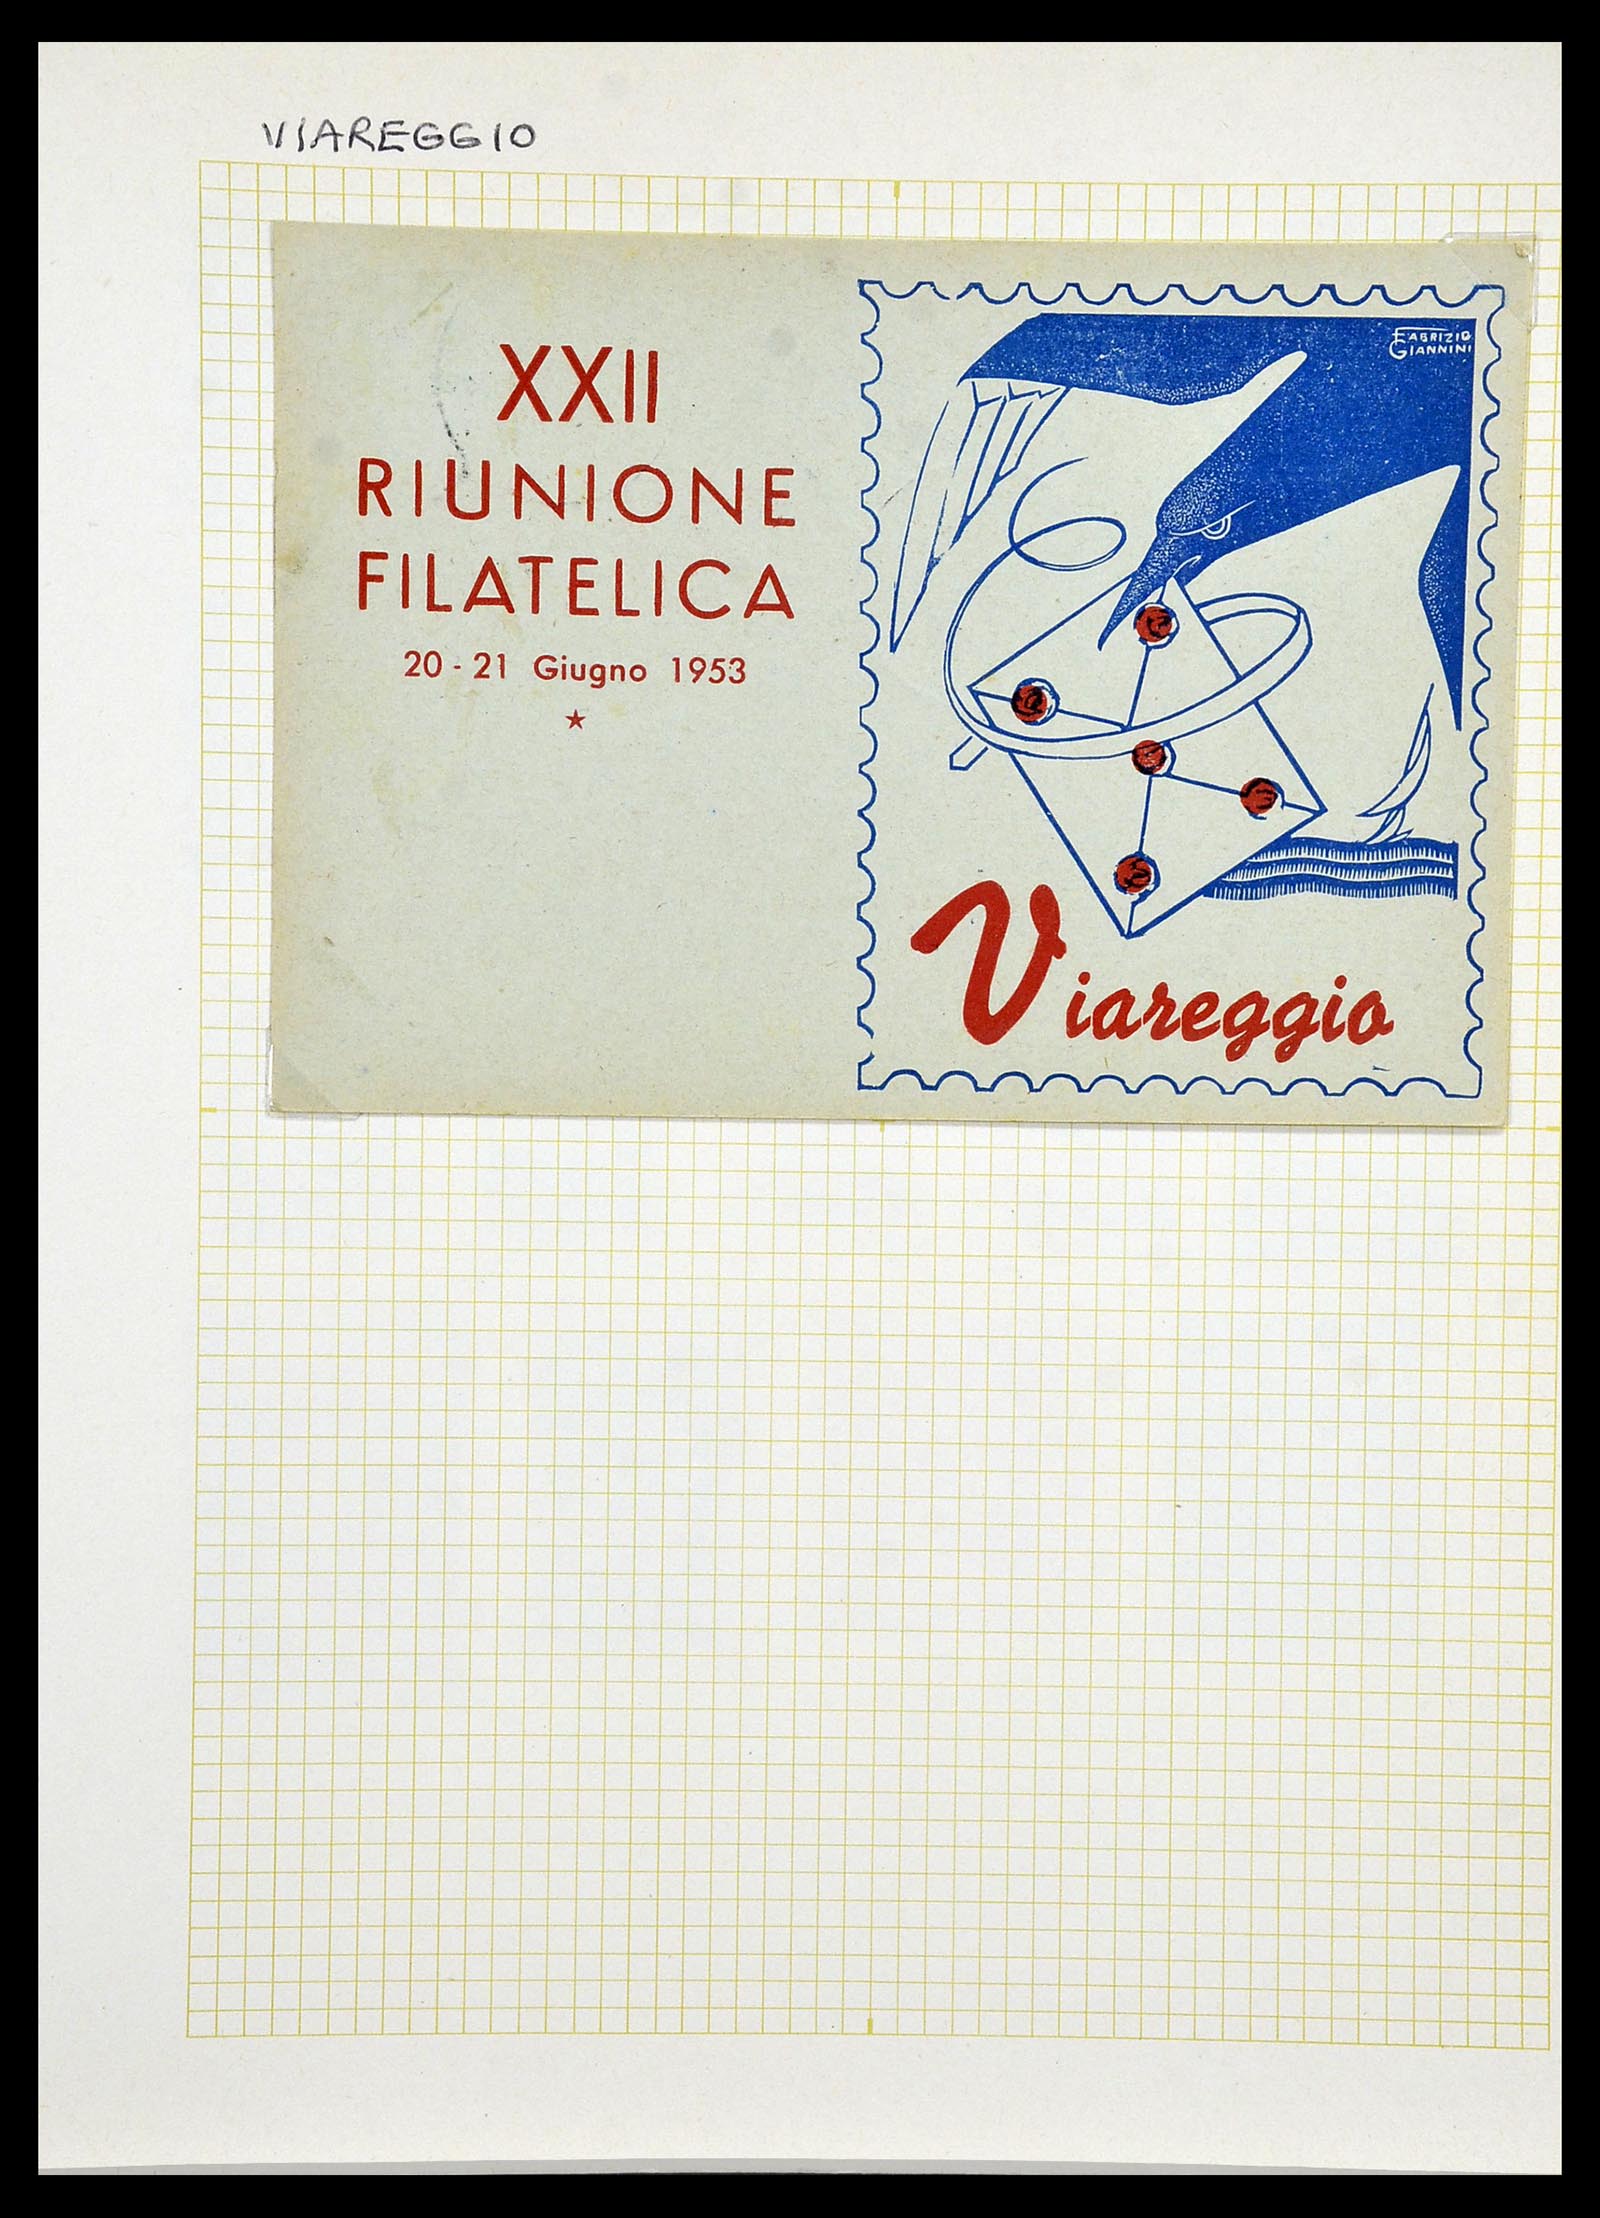 VIAREGGIO
XXII
RIUNIONE
FILATELICA
20 - 21 Giugno 1953
FABRIZIO
GIANNINI
Viareggio